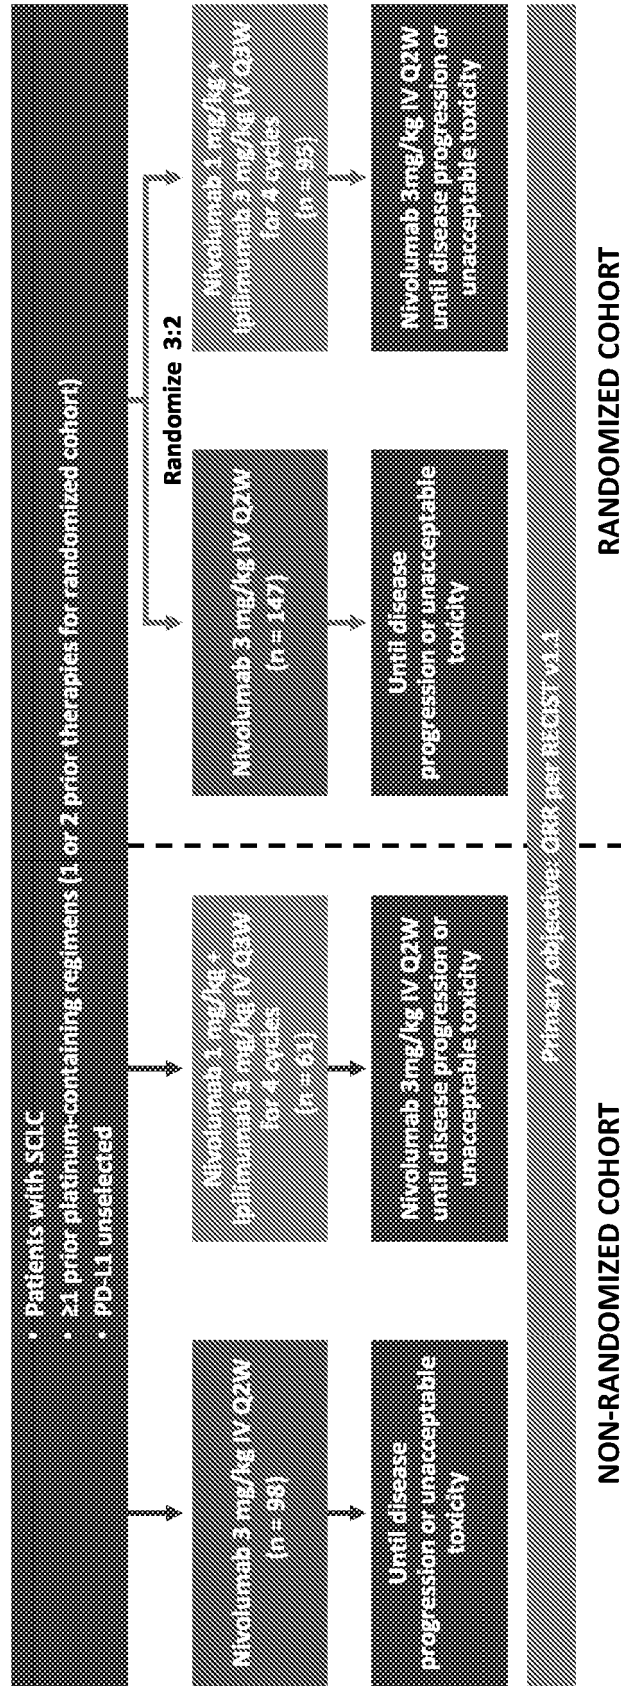 • Patients with SCLC
• ≥1 prior platinum-containing regimens (1 or 2 prior therapies for randomized cohort)
• PD-L1 unselected
Nivolumab 3 mg/kg IV Q2W
(n = 98)
Until disease
progression or unacceptable
toxicity
Nivolumab 1 mg/kg +
Ipilimumab 3 mg/kg IV Q3W
for 4 cycles
(n = 61)
Nivolumab 3mg/kg IV Q2W
until disease progression or
unacceptable toxicity
Randomize 3:2
Nivolumab 3 mg/kg IV Q2W
(n = 147)
Until disease
progression or unacceptable
toxicity
Nivolumab 1 mg/kg +
Ipilimumab 3 mg/kg IV Q3W
for 4 cycles
(n = 95)
Nivolumab 3mg/kg IV Q2W
until disease progression or
unacceptable toxicity
Primary objective: ORR per RECIST v1.1
NON-RANDOMIZED COHORT
RANDOMIZED COHORT